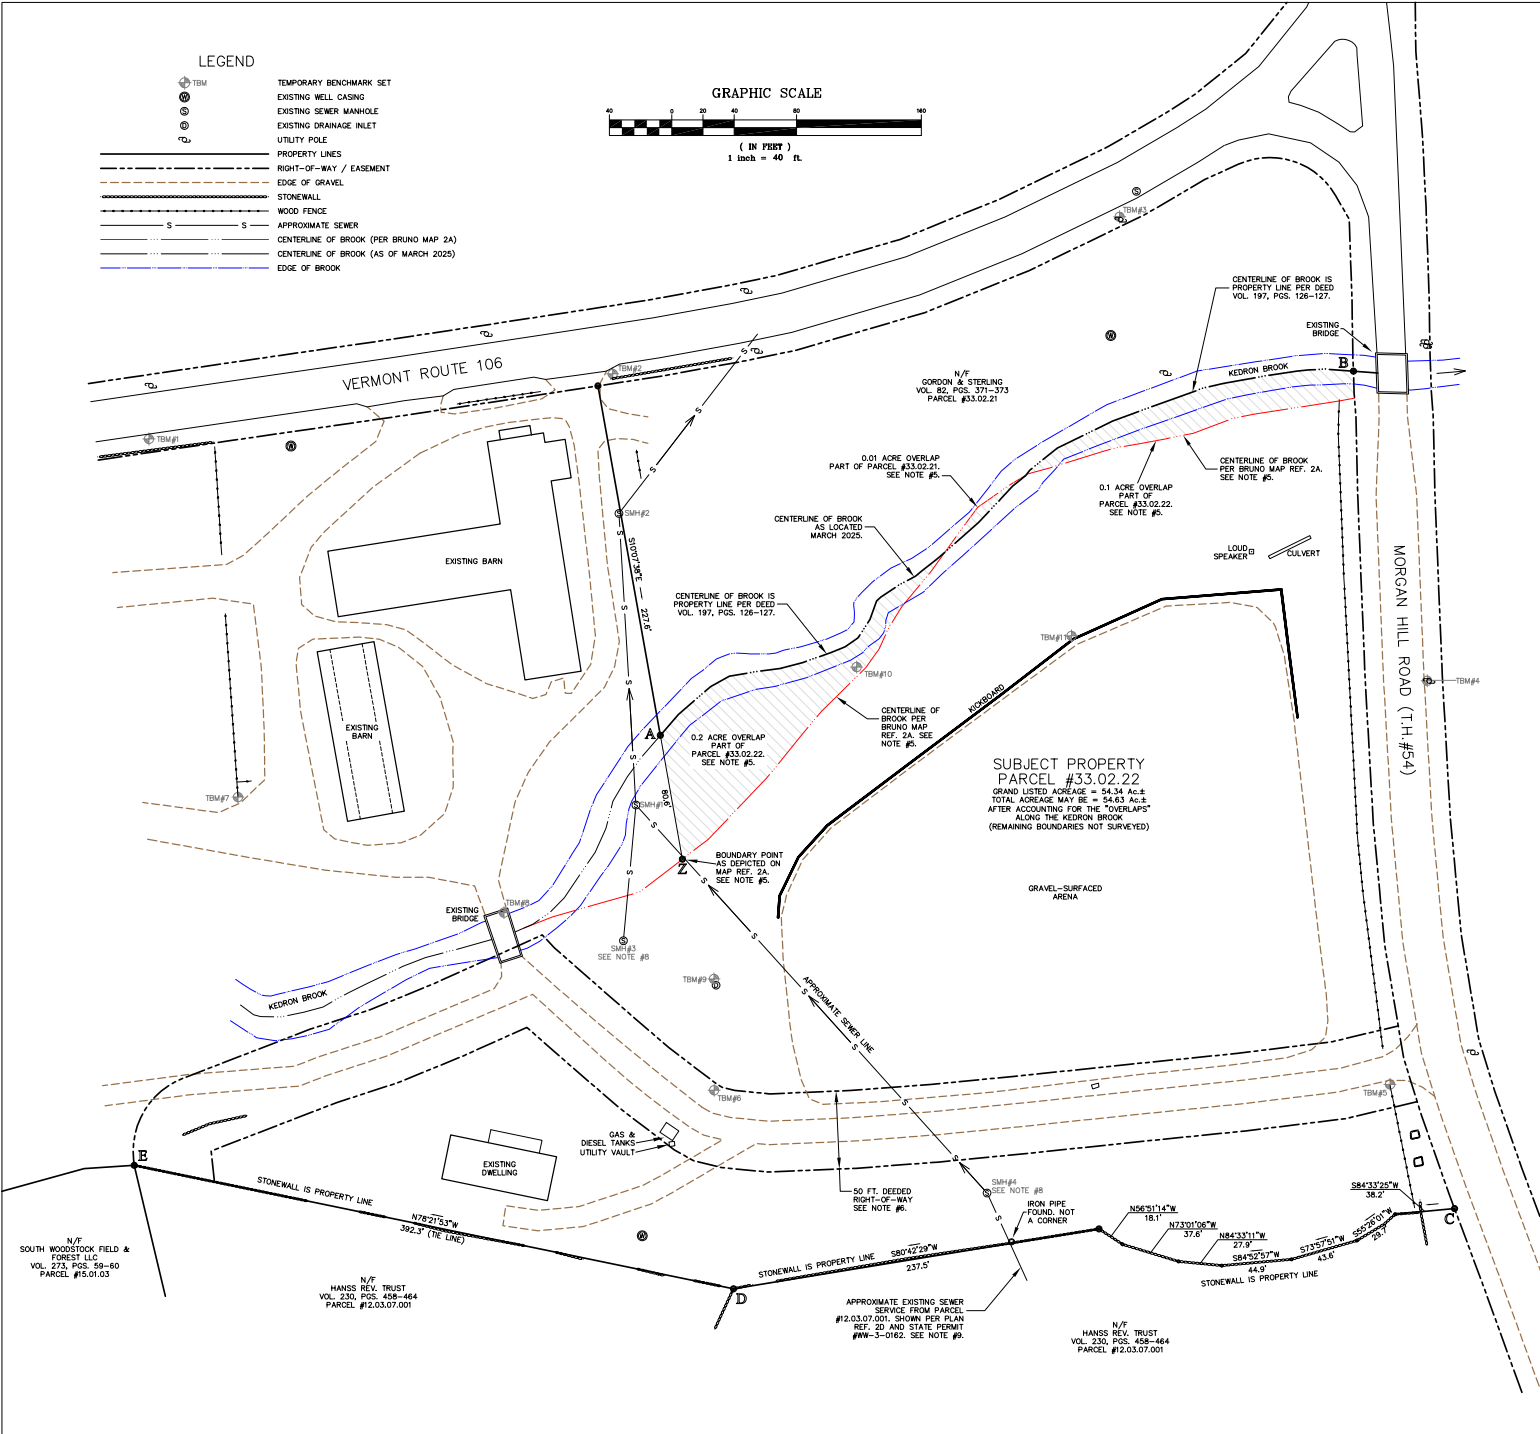 LEGEND
TBM
TEMPORARY BENCHMARK SET
W
EXISTING WELL CASING
S
EXISTING SEWER MANHOLE
D
EXISTING DRAINAGE INLET
UTILITY POLE
PROPERTY LINES
RIGHT-OF-WAY / EASEMENT
EDGE OF GRAVEL
STONEWALL
WOOD FENCE
S S
APPROXIMATE SEWER
CENTERLINE OF BROOK (PER BRUNO MAP 2A)
CENTERLINE OF BROOK (AS OF MARCH 2025)
EDGE OF BROOK
GRAPHIC SCALE
40 0 20 40 80 160
( IN FEET )
1 inch = 40 ft.
TBM#3
CENTERLINE OF BROOK IS
PROPERTY LINE PER DEED
VOL. 197, PGS. 126-127.
EXISTING
BRIDGE
B
KEDRON BROOK
VERMONT ROUTE 106
TBM#2
TBM#1
N/F
GORDON & STERLING
VOL. 82, PGS. 371-373
PARCEL #33.02.21
0.01 ACRE OVERLAP
PART OF PARCEL #33.02.21.
SEE NOTE #5.
CENTERLINE OF BROOK
PER BRUNO MAP REF. 2A.
SEE NOTE #5.
0.1 ACRE OVERLAP
PART OF
PARCEL #33.02.22.
SEE NOTE #5.
CENTERLINE OF BROOK
AS LOCATED
MARCH 2025.
SMH#2
EXISTING BARN
S10°07'38"E
227.6'
LOUD
SPEAKER
CULVERT
MORGAN HILL ROAD (T.H.#54)
CENTERLINE OF BROOK IS
PROPERTY LINE PER DEED
VOL. 197, PGS. 126-127.
TBM#11
TBM#10
TBM#4
KICKBOARD
EXISTING
BARN
A
0.2 ACRE OVERLAP
PART OF
PARCEL #33.02.22.
SEE NOTE #5.
CENTERLINE OF
BROOK PER
BRUNO MAP
REF. 2A. SEE
NOTE #5.
SUBJECT PROPERTY
PARCEL #33.02.22
GRAND LISTED ACREAGE = 54.34 Ac.±
TOTAL ACREAGE MAY BE = 54.63 Ac.±
AFTER ACCOUNTING FOR THE "OVERLAPS"
ALONG THE KEDRON BROOK
(REMAINING BOUNDARIES NOT SURVEYED)
TBM#7
SMH#1
80.6'
Z
BOUNDARY POINT
AS DEPICTED ON
MAP REF. 2A.
SEE NOTE #5.
GRAVEL-SURFACED
ARENA
EXISTING
BRIDGE
TBM#8
SMH#3
SEE NOTE #8
TBM#9
D
KEDRON BROOK
APPROXIMATE SEWER LINE
TBM#6
TBM#5
GAS &
DIESEL TANKS
UTILITY VAULT
E
EXISTING
DWELLING
STONEWALL IS PROPERTY LINE
N78°21'53"W
392.3' (TIE LINE)
50 FT. DEEDED
RIGHT-OF-WAY
SEE NOTE #6.
SMH#4
SEE NOTE #8
IRON PIPE
FOUND. NOT
A CORNER
S84°33'25"W
38.2'
C
N56°51'14"W
18.1'
N73°01'06"W
37.6'
N84°33'11"W
27.9'
S84°52'57"W
44.9'
S73°57'51"W
43.6'
S55°26'01"W
29.7'
STONEWALL IS PROPERTY LINE
STONEWALL IS PROPERTY LINE
S80°42'29"W
237.5'
D
N/F
SOUTH WOODSTOCK FIELD &
FOREST LLC
VOL. 273, PGS. 59-60
PARCEL #15.01.03
N/F
HANSS REV. TRUST
VOL. 230, PGS. 458-464
PARCEL #12.03.07.001
APPROXIMATE EXISTING SEWER
SERVICE FROM PARCEL
#12.03.07.001. SHOWN PER PLAN
REF. 2D AND STATE PERMIT
#WW-3-0162. SEE NOTE #9.
N/F
HANSS REV. TRUST
VOL. 230, PGS. 458-464
PARCEL #12.03.07.001